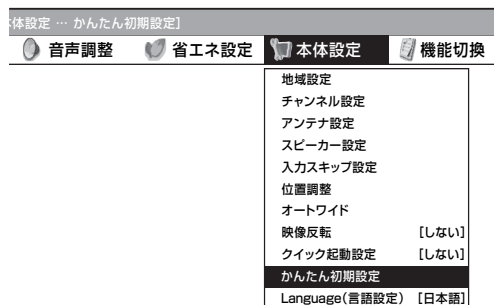 体設定 … かんたん初期設定]
音声調整 省エネ設定 本体設定 機能切換
地域設定
チャンネル設定
アンテナ設定
スピーカー設定
入力スキップ設定
位置調整
オートワイド
映像反転 [しない]
クイック起動設定 [しない]
かんたん初期設定
Language(言語設定) [日本語]